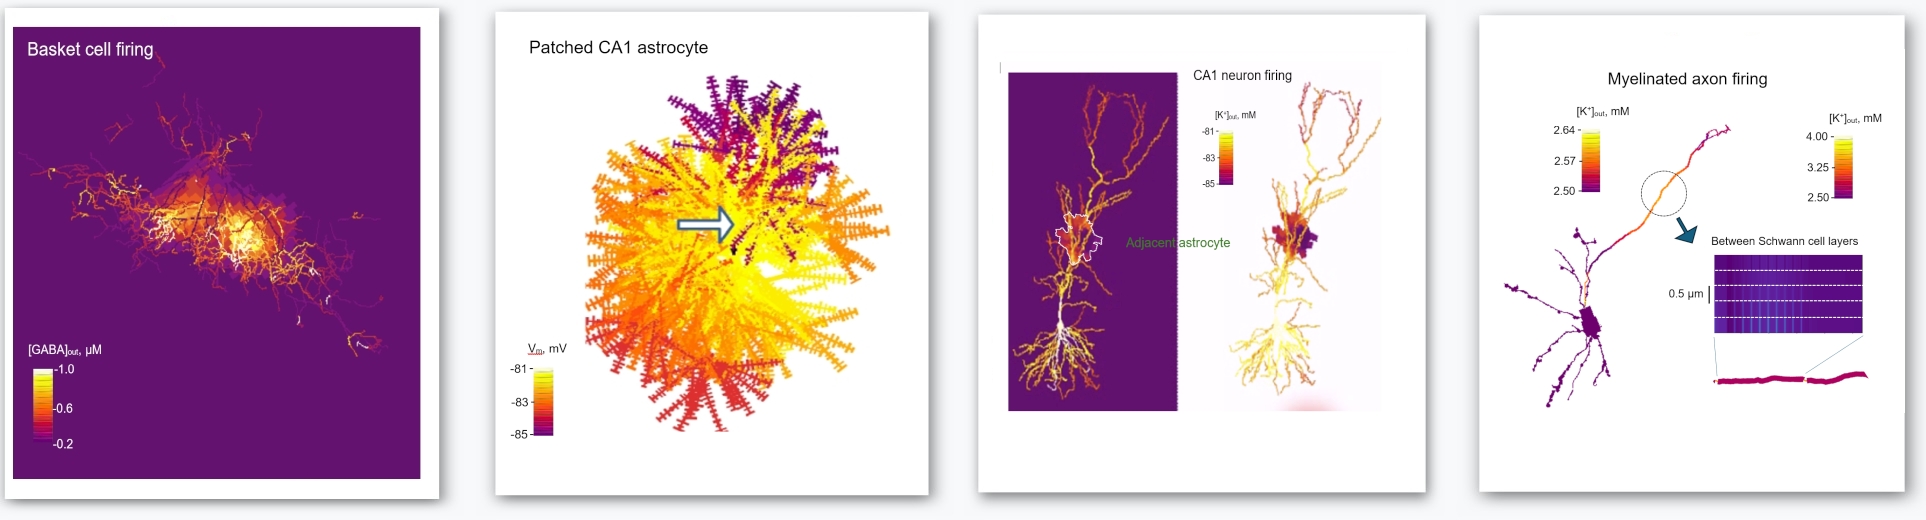 Basket cell firing
[GABA]out, μM
-1.0
-0.6
-0.2
Patched CA1 astrocyte
Vm, mV
-81
-83
-85
CA1 neuron firing
[K+]out, mM
-81
-83
-85
Adjacent astrocyte
Myelinated axon firing
[K+]out, mM
2.64
2.57
2.50
[K+]out, mM
4.00
3.25
2.50
Between Schwann cell layers
0.5 μm